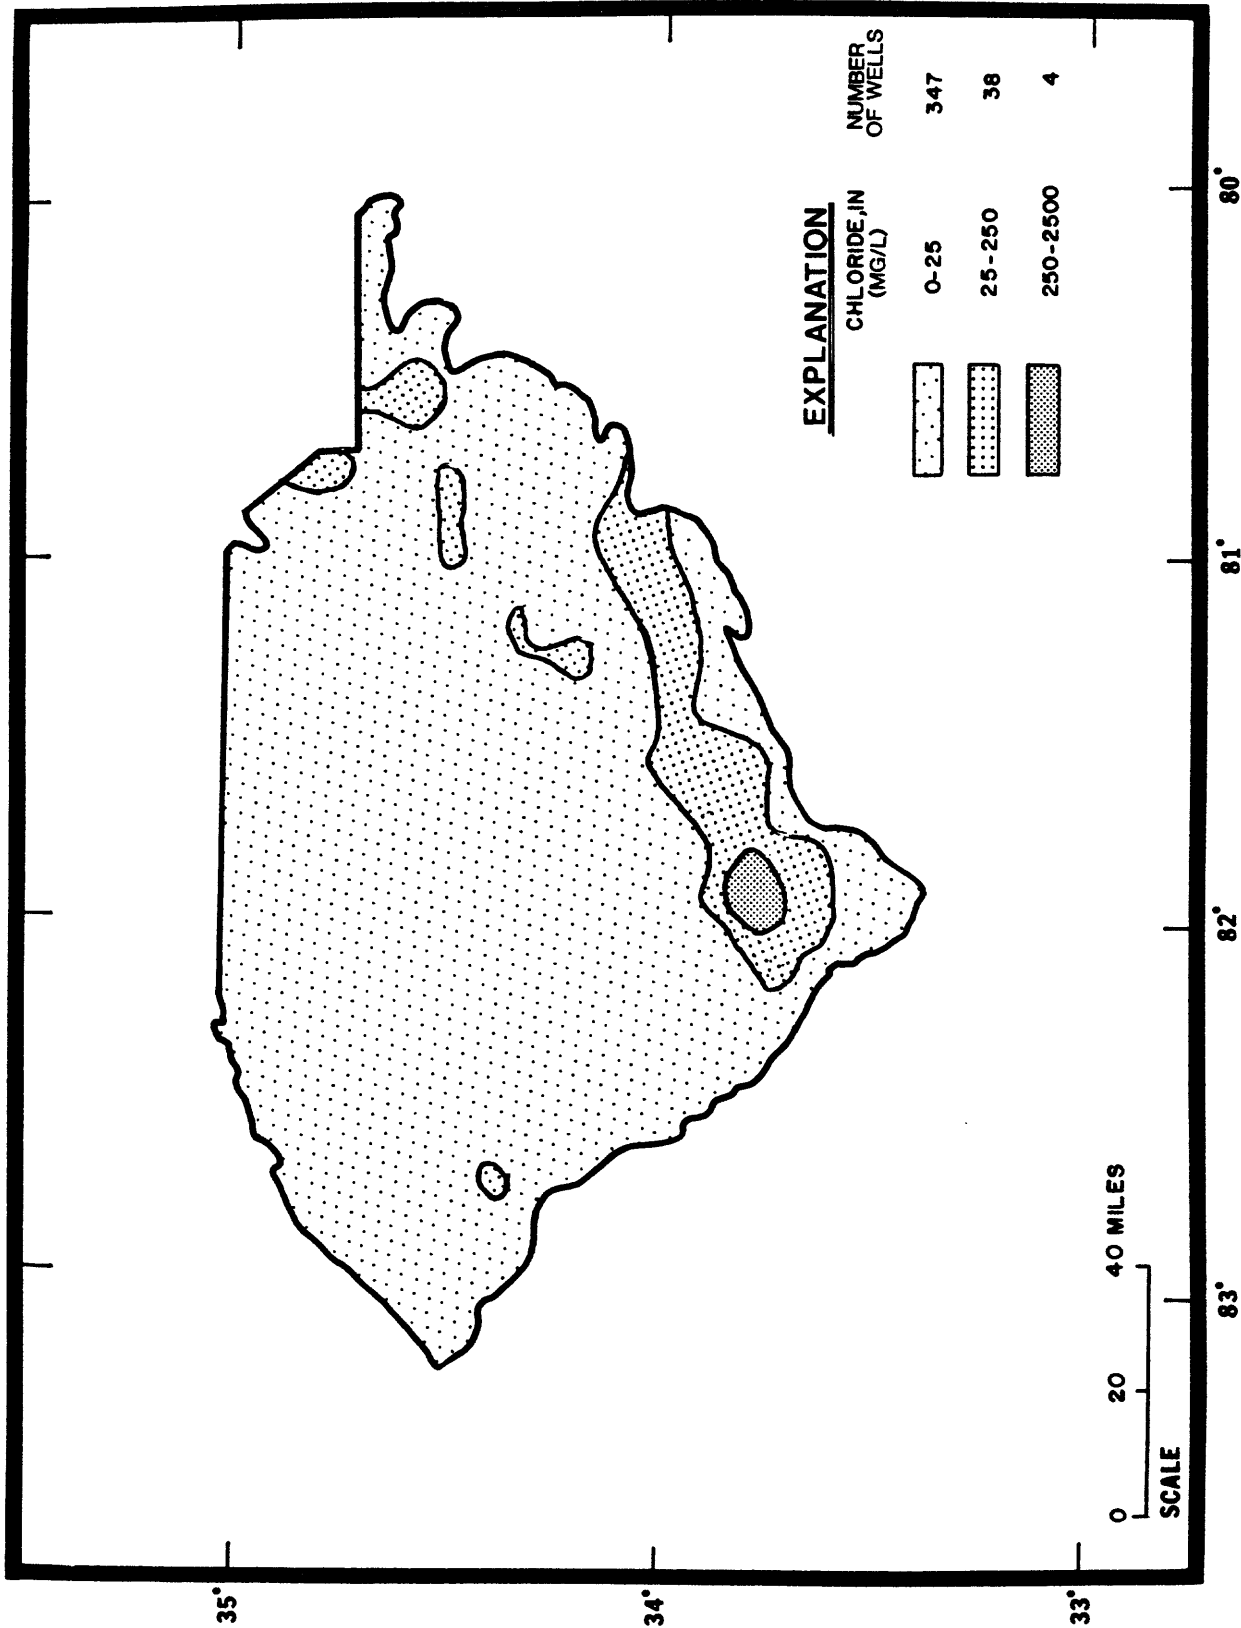 EXPLANATION
CHLORIDE, IN
(MG/L)
NUMBER
OF WELLS
0-25
347
25-250
38
250-2500
4
35°
34°
33°
83°
82°
81°
80°
0
20
40 MILES
SCALE